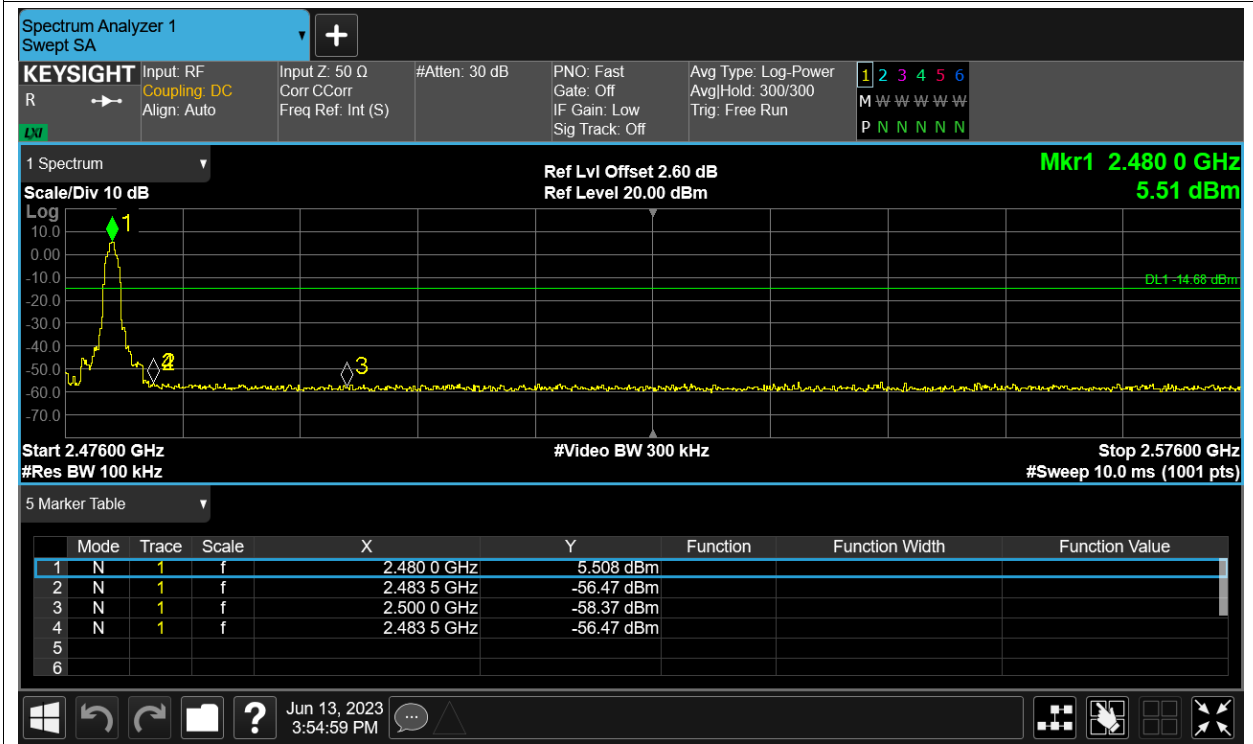 Spectrum Analyzer 1
Swept SA
KEYSIGHT
R
LXI
Input: RF
Coupling: DC
Align: Auto
Input Z: 50 Ω
Corr CCorr
Freq Ref: Int (S)
#Atten: 30 dB
PNO: Fast
Gate: Off
IF Gain: Low
Sig Track: Off
Avg Type: Log-Power
Avg|Hold: 300/300
Trig: Free Run
1 2 3 4 5 6
M W W W W W
P N N N N N
1 Spectrum
Scale/Div 10 dB
Ref Lvl Offset 2.60 dB
Ref Level 20.00 dBm
Mkr1 2.480 0 GHz
5.51 dBm
Log
10.0
0.00
-10.0
-20.0
-30.0
-40.0
-50.0
-60.0
-70.0
1
3
DL1 -14.68 dBm
Start 2.47600 GHz
#Res BW 100 kHz
#Video BW 300 kHz
Stop 2.57600 GHz
#Sweep 10.0 ms (1001 pts)
5 Marker Table
Mode Trace Scale X Y Function Function Width Function Value
1 N 1 f 2.480 0 GHz 5.508 dBm
2 N 1 f 2.483 5 GHz -56.47 dBm
3 N 1 f 2.500 0 GHz -58.37 dBm
4 N 1 f 2.483 5 GHz -56.47 dBm
5
6
?
Jun 13, 2023
3:54:59 PM